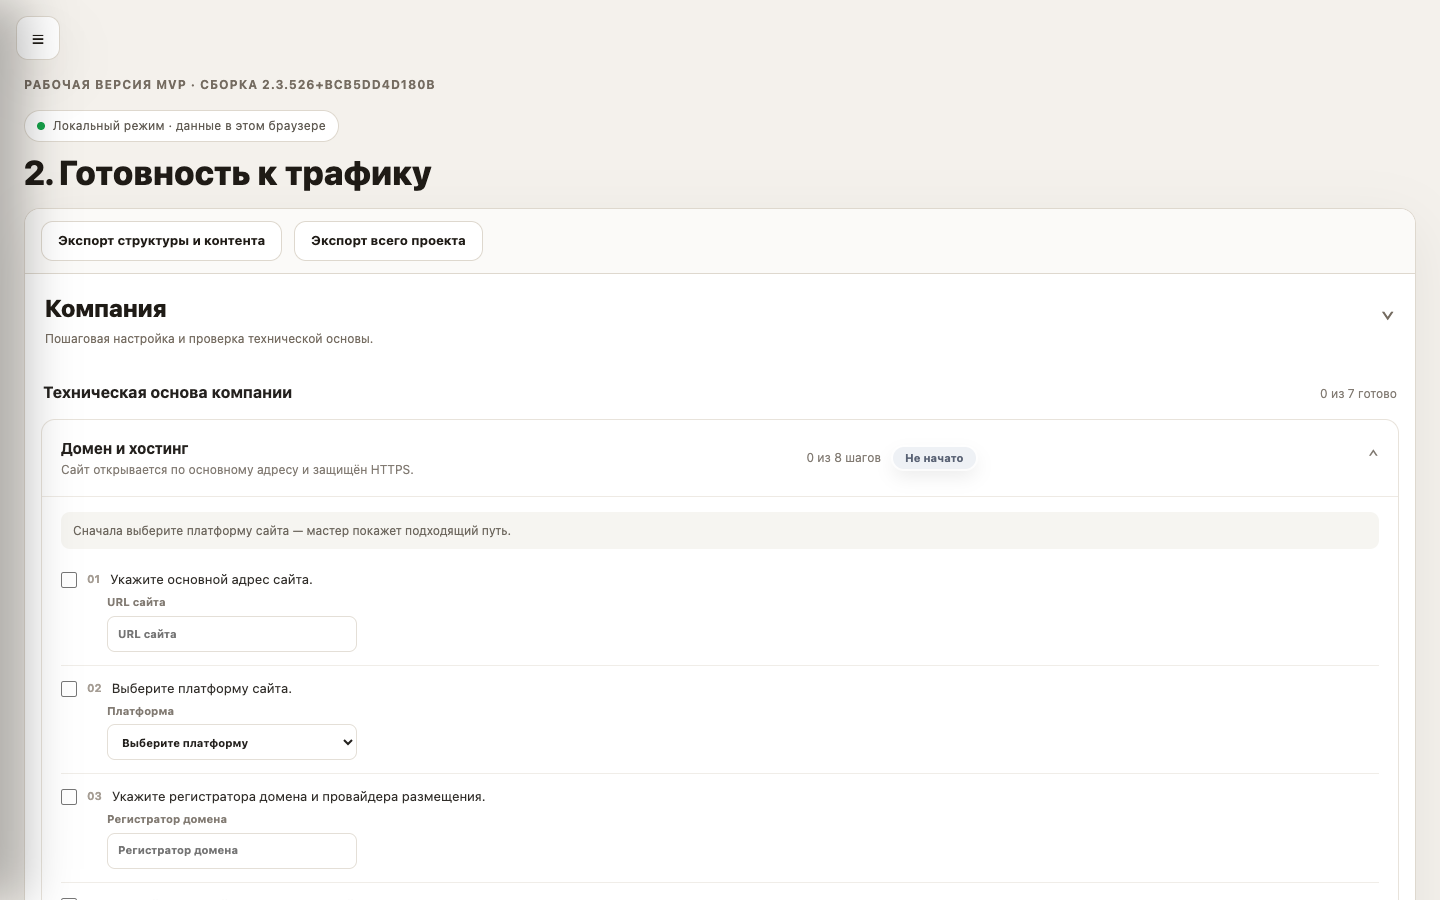 ≡
РАБОЧАЯ ВЕРСИЯ MVP · СБОРКА 2.3.526+BCB5DD4D180B
Локальный режим · данные в этом браузере
2. Готовность к трафику
Экспорт структуры и контента
Экспорт всего проекта
Компания
Пошаговая настройка и проверка технической основы.
Техническая основа компании
0 из 7 готово
Домен и хостинг
Сайт открывается по основному адресу и защищён HTTPS.
0 из 8 шагов
Не начато
Сначала выберите платформу сайта — мастер покажет подходящий путь.
01 Укажите основной адрес сайта.
URL сайта
URL сайта
02 Выберите платформу сайта.
Платформа
Выберите платформу
03 Укажите регистратора домена и провайдера размещения.
Регистратор домена
Регистратор домена